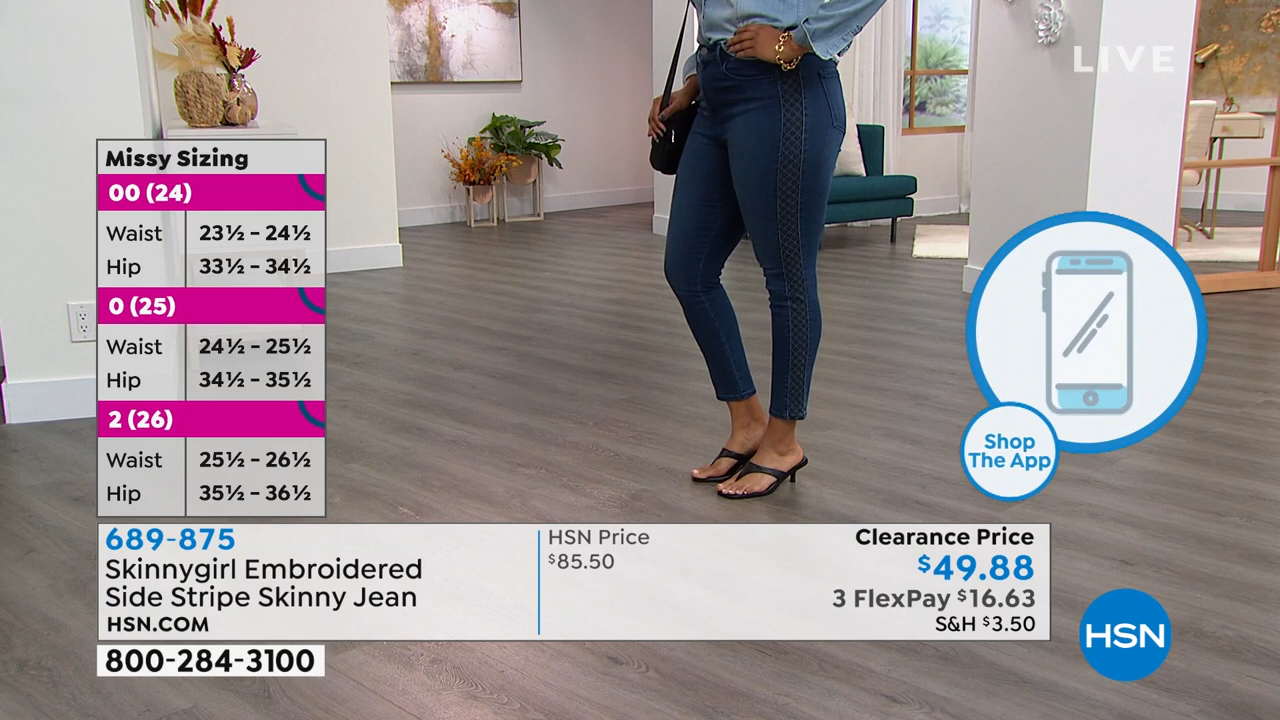 LIVE
Missy Sizing
00 (24)
Waist 23½ - 24½
Hip 33½ - 34½
0 (25)
Waist 24½ - 25½
Hip 34½ - 35½
2 (26)
Waist 25½ - 26½
Hip 35½ - 36½
Shop
The App
689-875
Skinnygirl Embroidered
Side Stripe Skinny Jean
HSN.COM
HSN Price
$85.50
Clearance Price
$49.88
3 FlexPay $16.63
S&H $3.50
800-284-3100
HSN